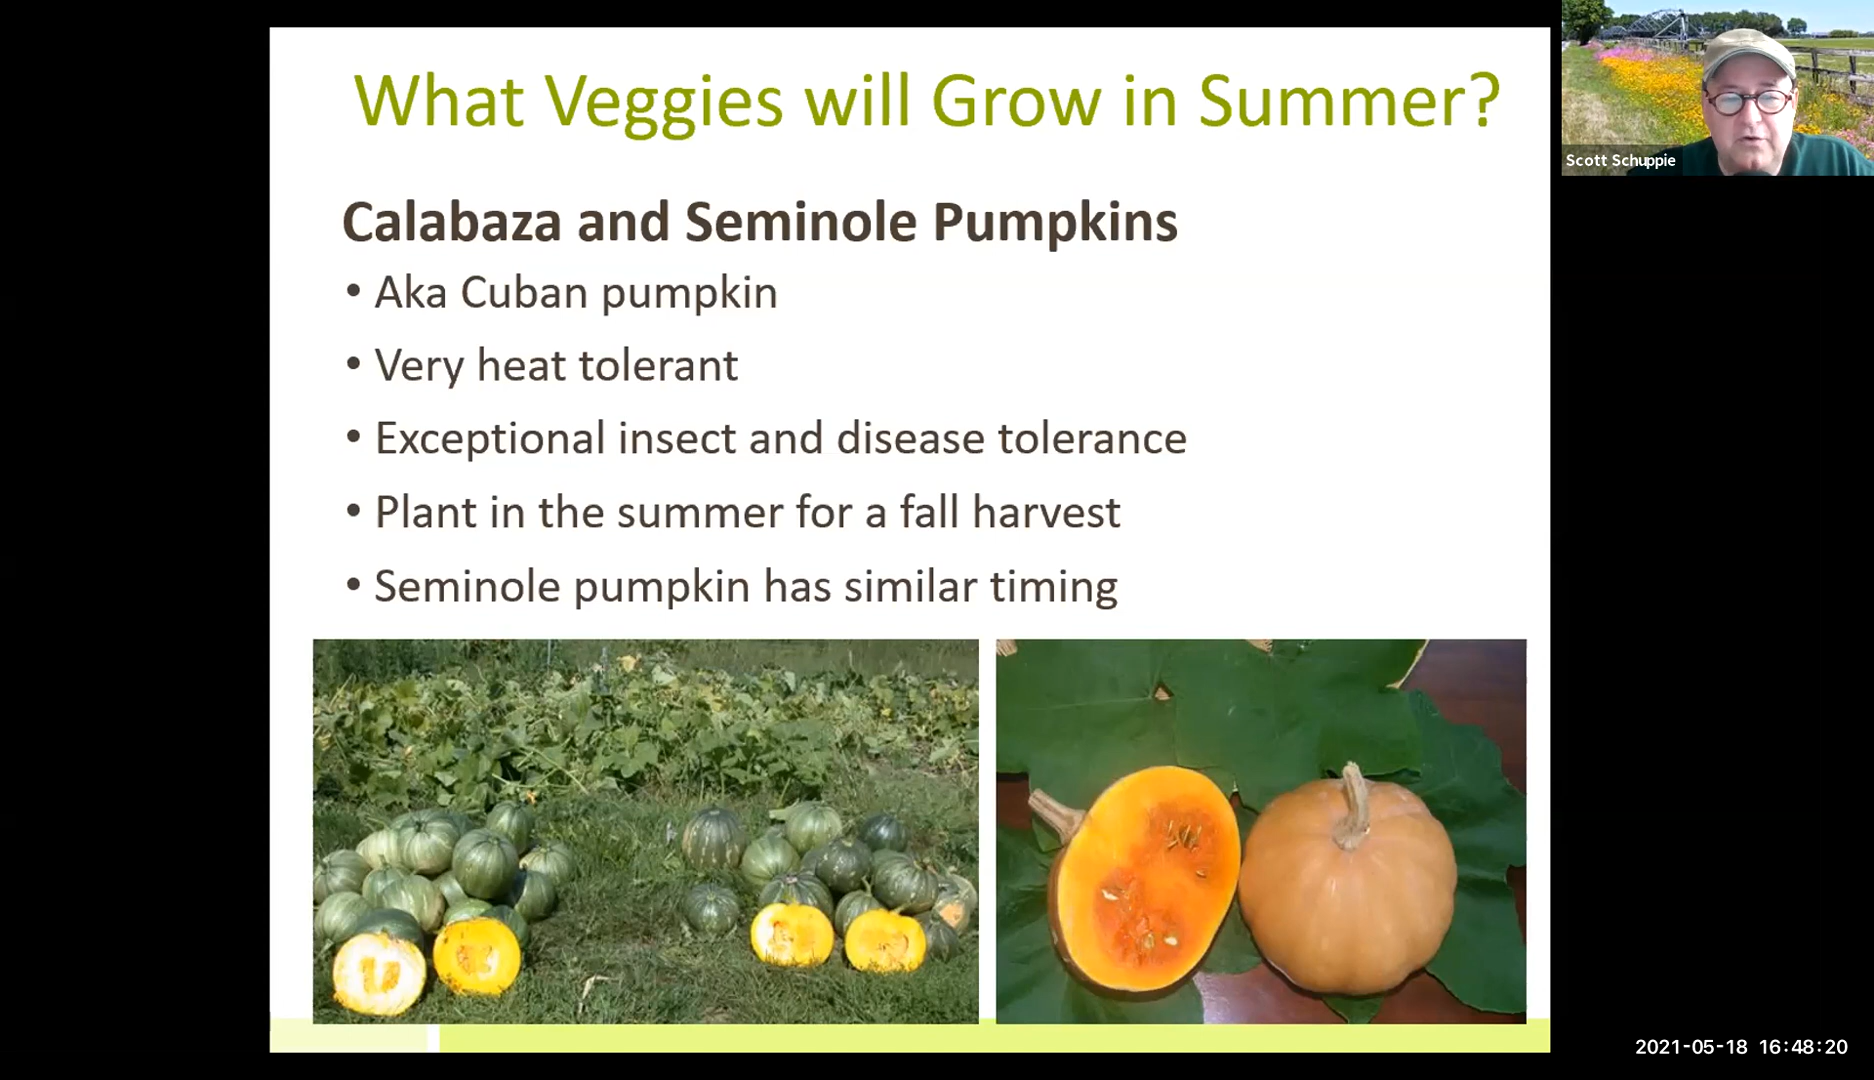 What Veggies will Grow in Summer?
Scott Schuppie
Calabaza and Seminole Pumpkins
• Aka Cuban pumpkin
• Very heat tolerant
• Exceptional insect and disease tolerance
• Plant in the summer for a fall harvest
• Seminole pumpkin has similar timing
2021-05-18 16:48:20